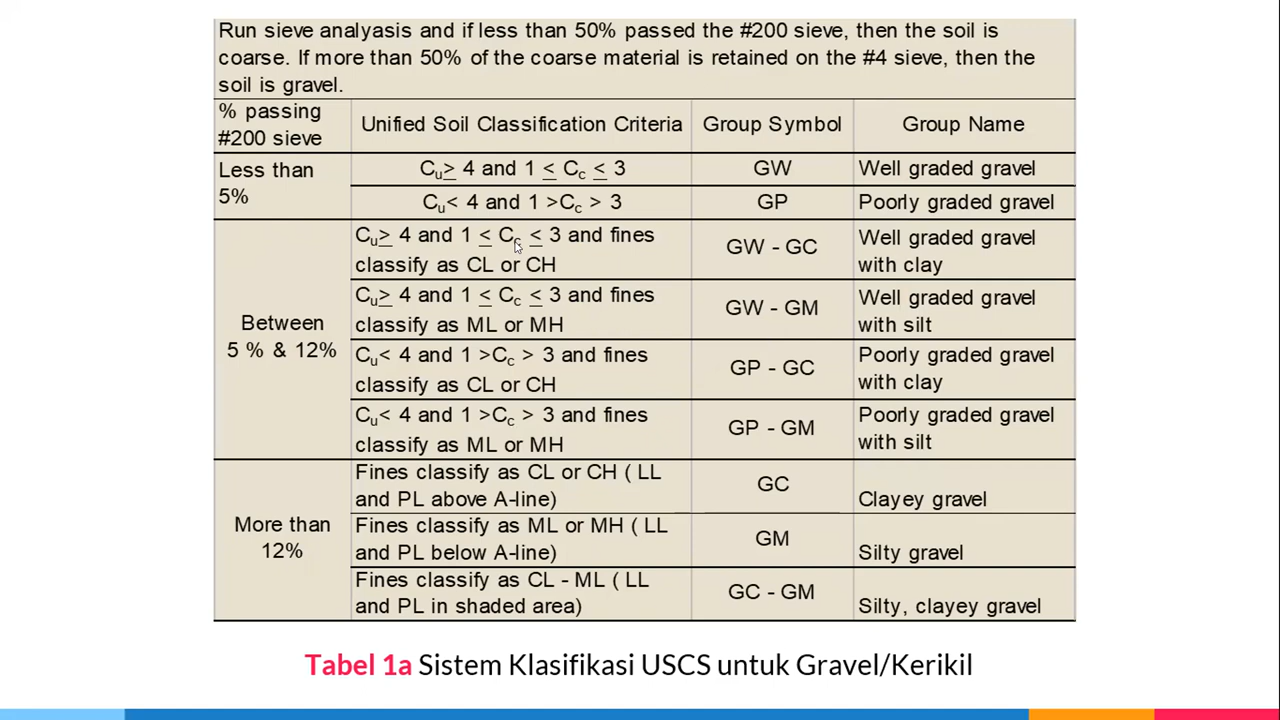 Run sieve analyasis and if less than 50% passed the #200 sieve, then the soil is
coarse. If more than 50% of the coarse material is retained on the #4 sieve, then the
soil is gravel.
% passing
#200 sieve
Unified Soil Classification Criteria
Group Symbol
Group Name
Less than
5%
Cu≥ 4 and 1 ≤ Cc ≤ 3
GW
Well graded gravel
Cu< 4 and 1 >Cc > 3
GP
Poorly graded gravel
Between
5 % & 12%
Cu≥ 4 and 1 ≤ Cc ≤ 3 and fines
classify as CL or CH
GW - GC
Well graded gravel
with clay
Cu≥ 4 and 1 ≤ Cc ≤ 3 and fines
classify as ML or MH
GW - GM
Well graded gravel
with silt
Cu< 4 and 1 >Cc > 3 and fines
classify as CL or CH
GP - GC
Poorly graded gravel
with clay
Cu< 4 and 1 >Cc > 3 and fines
classify as ML or MH
GP - GM
Poorly graded gravel
with silt
More than
12%
Fines classify as CL or CH ( LL
and PL above A-line)
GC
Clayey gravel
Fines classify as ML or MH ( LL
and PL below A-line)
GM
Silty gravel
Fines classify as CL - ML ( LL
and PL in shaded area)
GC - GM
Silty, clayey gravel
Tabel 1a Sistem Klasifikasi USCS untuk Gravel/Kerikil